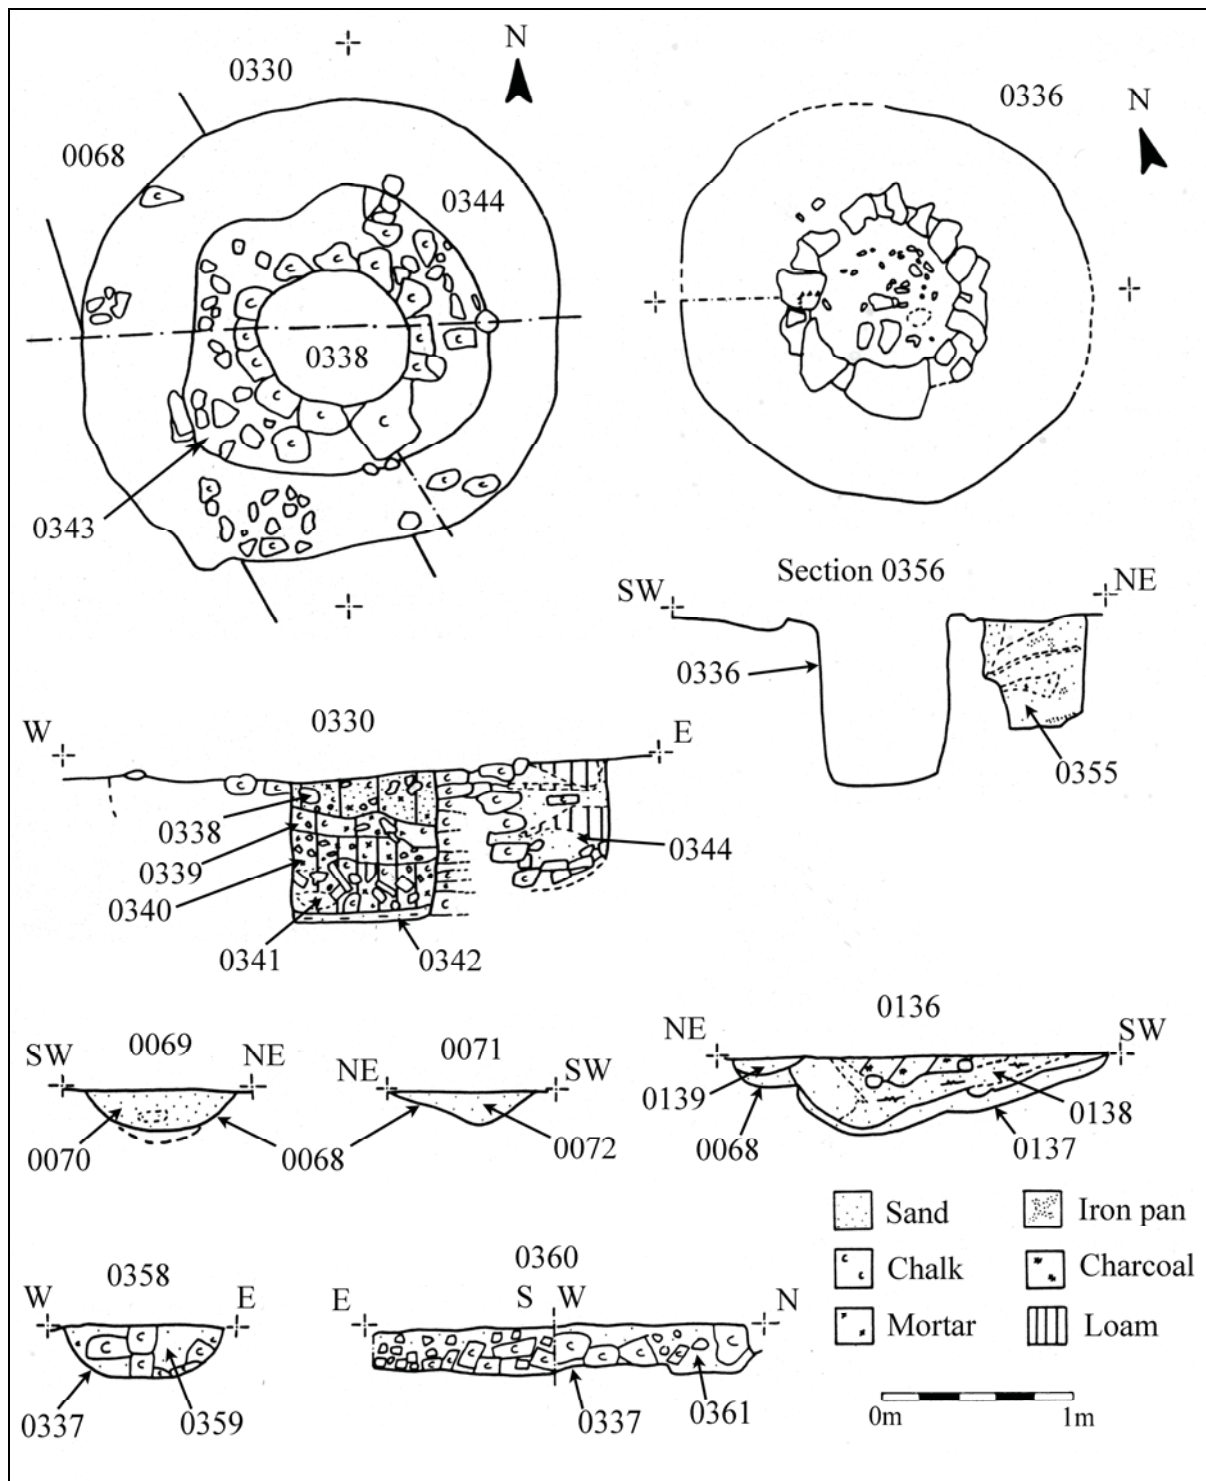 N
0330
0068
0344
0338
0343
0336
N
Section 0356
SW
NE
0336
0355
0330
W
E
0338
0339
0340
0341
0342
0344
0069
SW
NE
0070
0068
0071
NE
SW
0072
0136
NE
SW
0139
0068
0138
0137
Sand
Iron pan
Chalk
Charcoal
Mortar
Loam
0358
W
E
0337
0359
0360
E
S
W
N
0337
0361
0m
1m